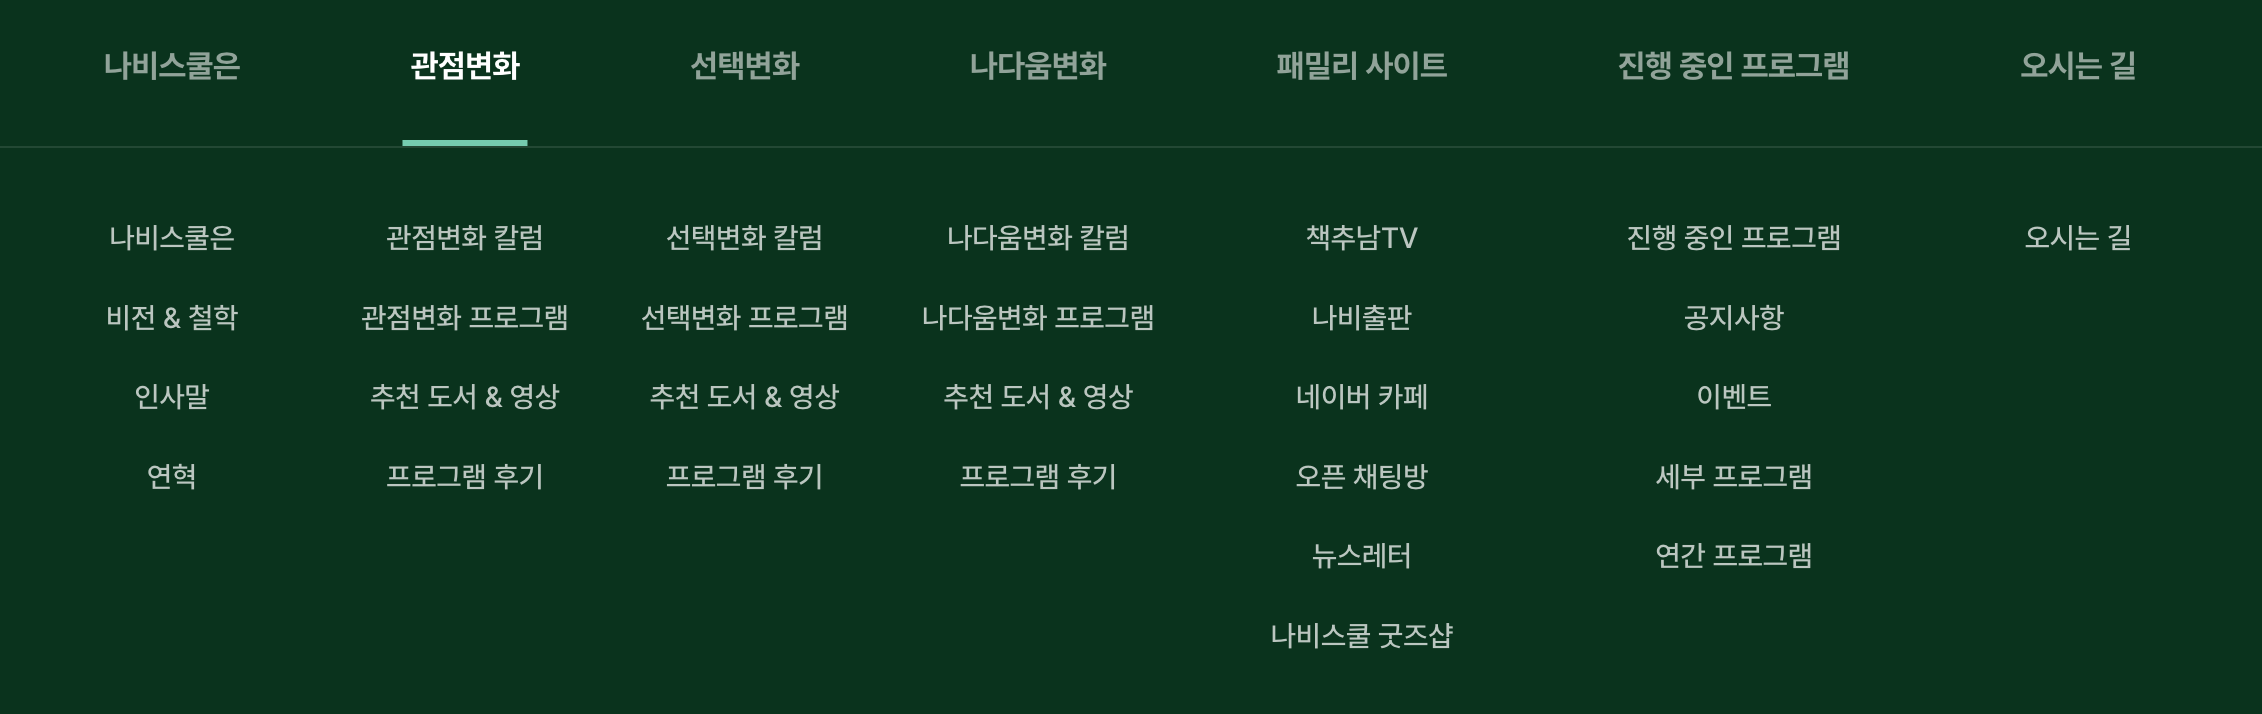 나비스쿨은 관점변화 선택변화 나다움변화 패밀리 사이트 진행 중인 프로그램 오시는 길
나비스쿨은 관점변화 칼럼 선택변화 칼럼 나다움변화 칼럼 책추남TV 진행 중인 프로그램 오시는 길
비전 & 철학 관점변화 프로그램 선택변화 프로그램 나다움변화 프로그램 나비출판 공지사항
인사말 추천 도서 & 영상 추천 도서 & 영상 추천 도서 & 영상 네이버 카페 이벤트
연혁 프로그램 후기 프로그램 후기 프로그램 후기 오픈 채팅방 세부 프로그램
뉴스레터 연간 프로그램
나비스쿨 굿즈샵